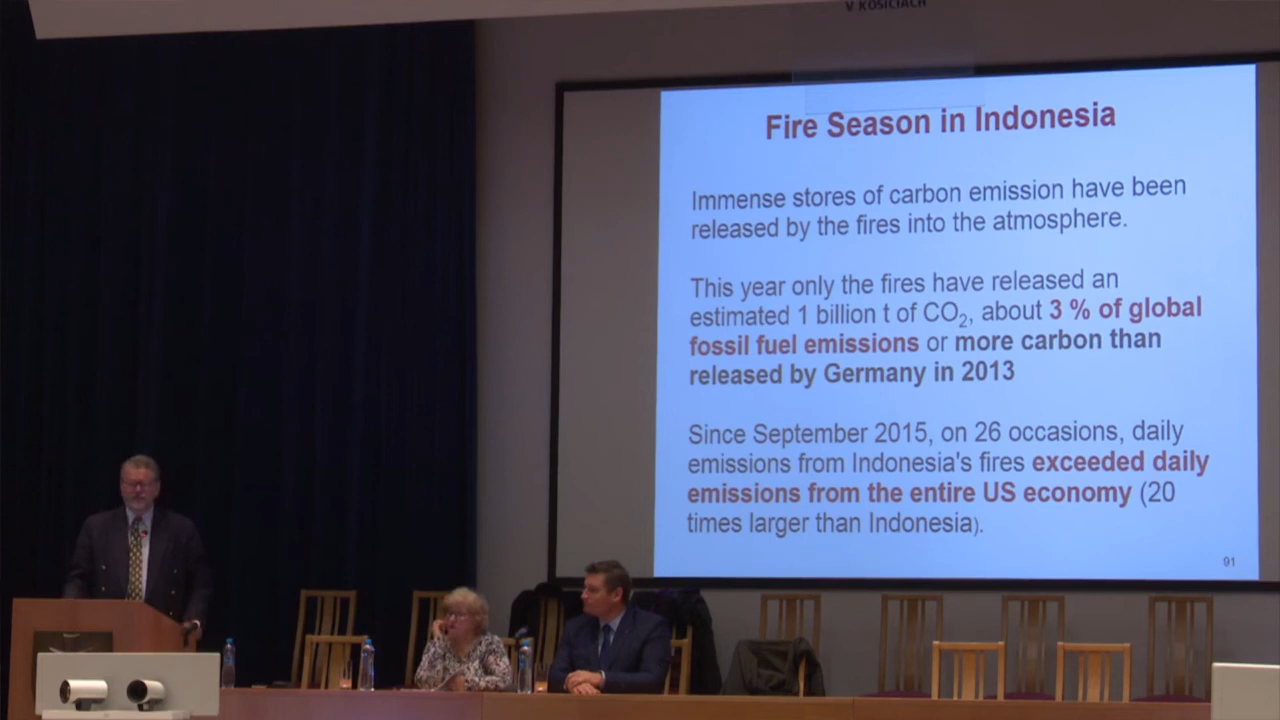 V KOŠICIACH
Fire Season in Indonesia
Immense stores of carbon emission have been
released by the fires into the atmosphere.
This year only the fires have released an
estimated 1 billion t of CO₂, about 3 % of global
fossil fuel emissions or more carbon than
released by Germany in 2013
Since September 2015, on 26 occasions, daily
emissions from Indonesia's fires exceeded daily
emissions from the entire US economy (20
times larger than Indonesia).
91